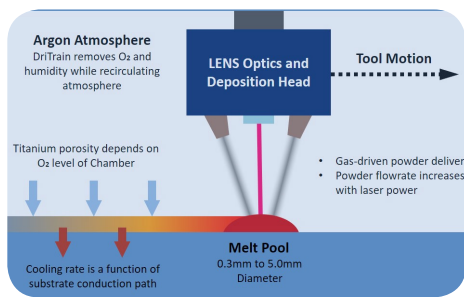 Argon Atmosphere
DriTrain removes O₂ and
humidity while recirculating
atmosphere
LENS Optics and
Deposition Head
Tool Motion
Titanium porosity depends on
O₂ level of Chamber
• Gas-driven powder deliver
• Powder flowrate increases
with laser power
Melt Pool
0.3mm to 5.0mm
Diameter
Cooling rate is a function of
substrate conduction path